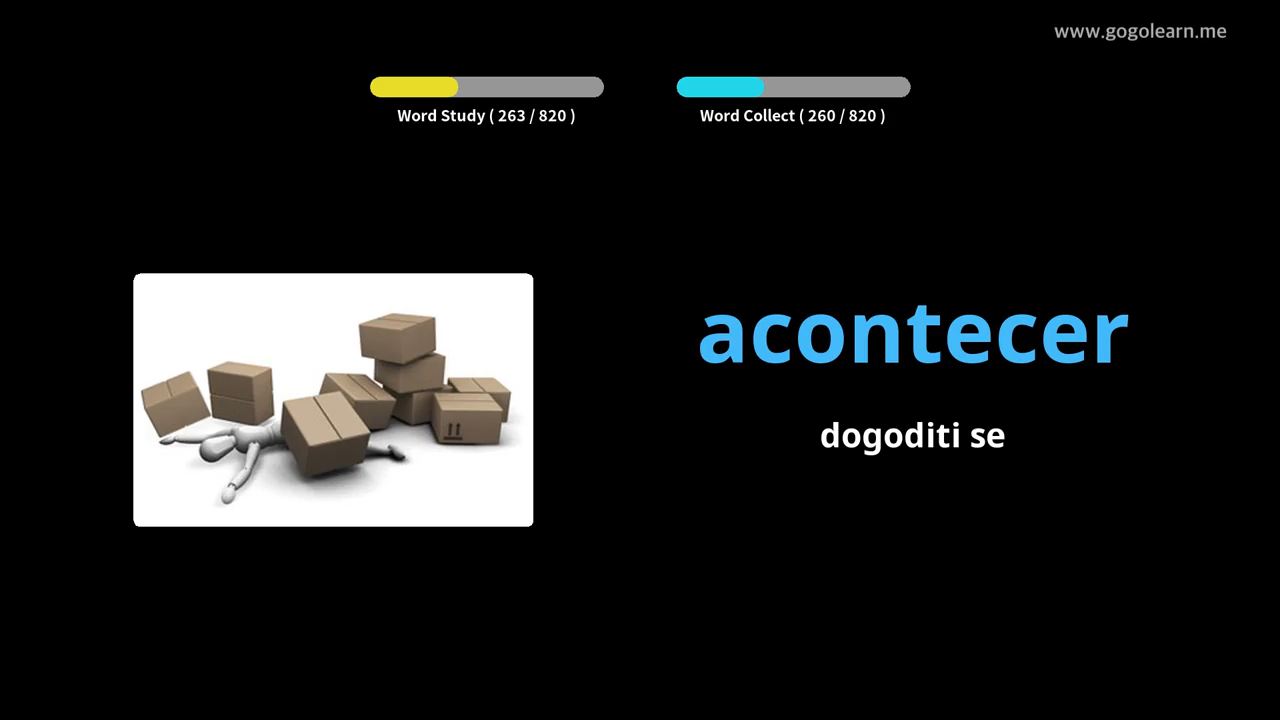 www.gogolearn.me
Word Study ( 263 / 820 )
Word Collect ( 260 / 820 )
acontecer
dogoditi se